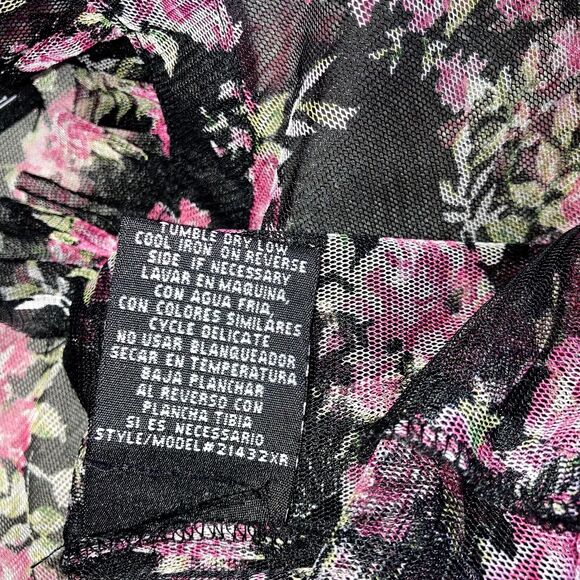 TUMBLE DRY LOW
COOL IRON ON REVERSE
SIDE IF NECESSARY
LAVAR EN MAQUINA,
CON AGUA FRIA,
CON COLORES SIMILARES
CYCLE DELICATE
NO USAR BLANQUEADOR
SECAR EN TEMPERATURA
BAJA PLANCHAR
AL REVERSO CON
PLANCHA TIBIA
SI ES NECESSARIO
STYLE/MODEL#21432XR